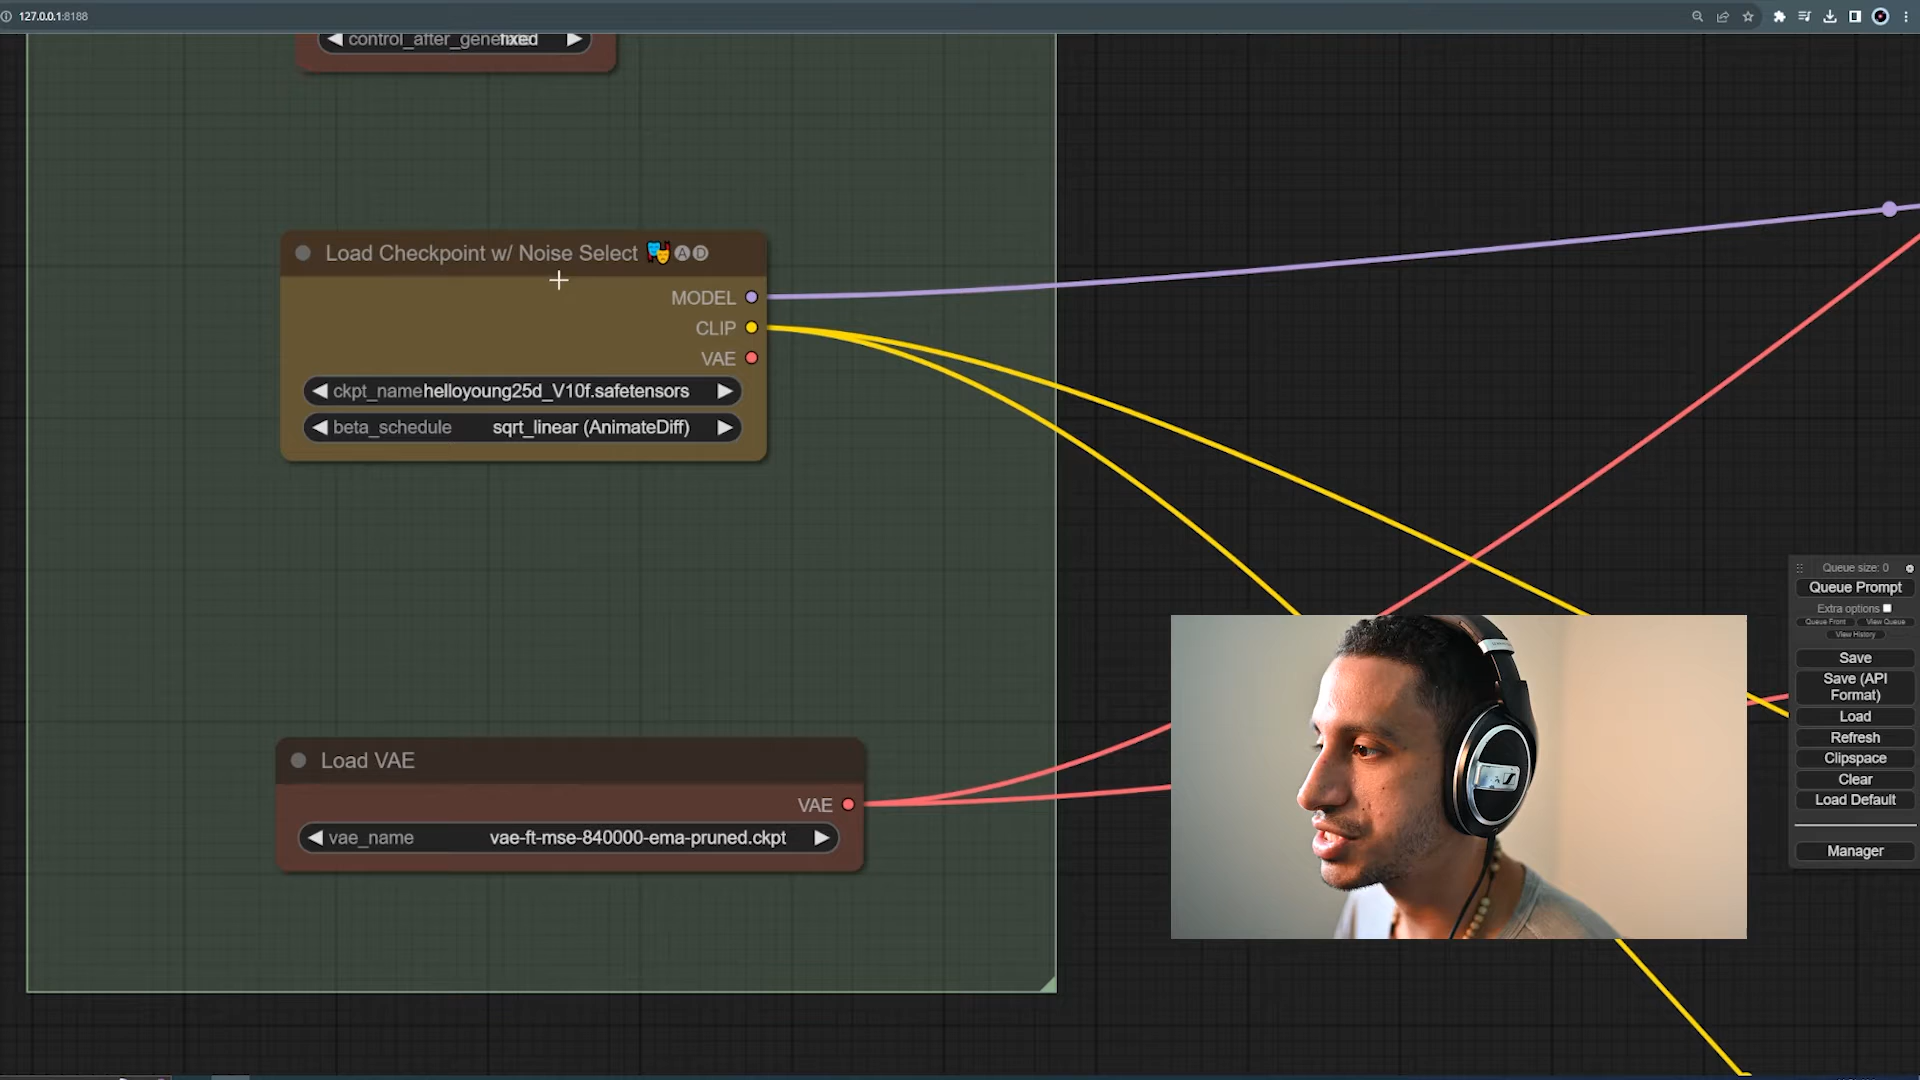 127.0.0.1:8188
control_after_generate fixed
Load Checkpoint w/ Noise Select 🎭ⒶⒹ
MODEL
CLIP
VAE
ckpt_name helloyoung25d_V10f.safetensors
beta_schedule sqrt_linear (AnimateDiff)
Load VAE
VAE
vae_name vae-ft-mse-840000-ema-pruned.ckpt
Queue size: 0
Queue Prompt
Extra options
Queue Front View Queue
View History
Save
Save (API
Format)
Load
Refresh
Clipspace
Clear
Load Default
Manager